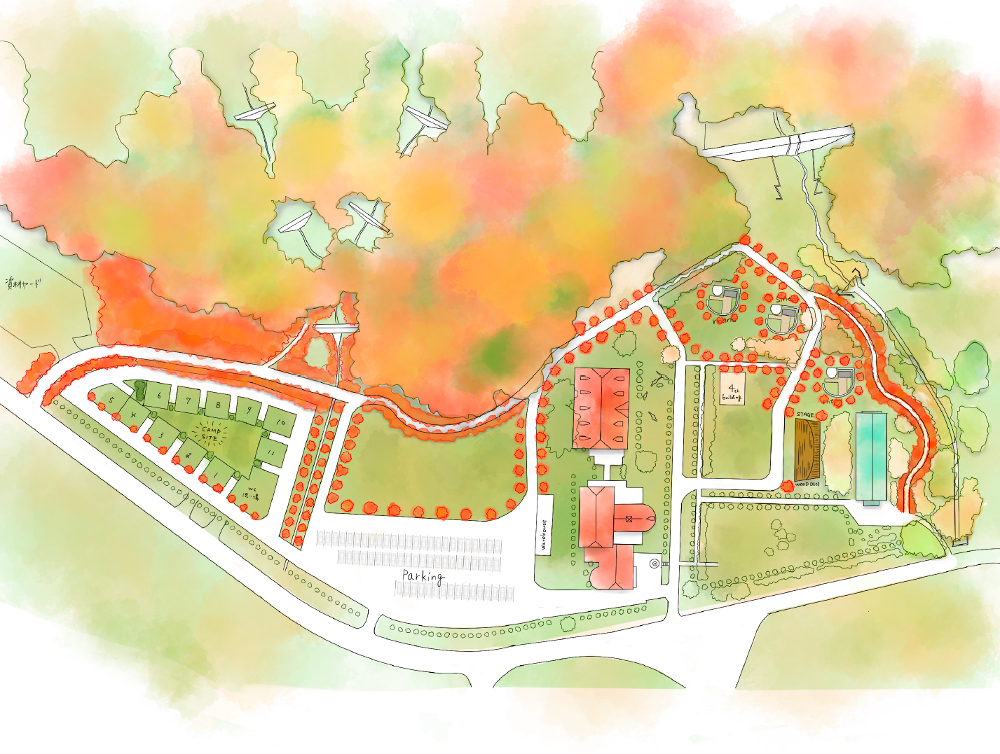 資材ヤード
5
6
7
8
9
10
4
3
2
1
11
CAMP
SITE
WC
洗い場
Parking
Warehouse
4th
building
STAGE
WOOD DECK